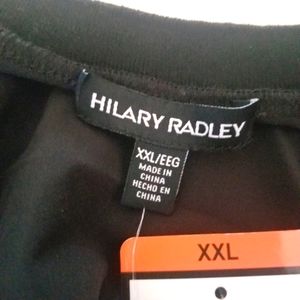 HILARY RADLEY
XXL/EEG
MADE IN
CHINA
HECHO EN
CHINA
XXL